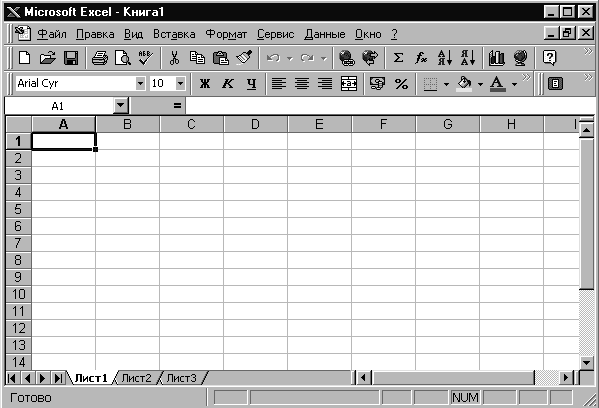 Microsoft Excel - Книга1
Файл Правка Вид Вставка Формат Сервис Данные Окно ?
Arial Cyr 10 Ж К Ч %
A1 =
A B C D E F G H I
1
2
3
4
5
6
7
8
9
10
11
12
13
14
Лист1 Лист2 Лист3
Готово NUM